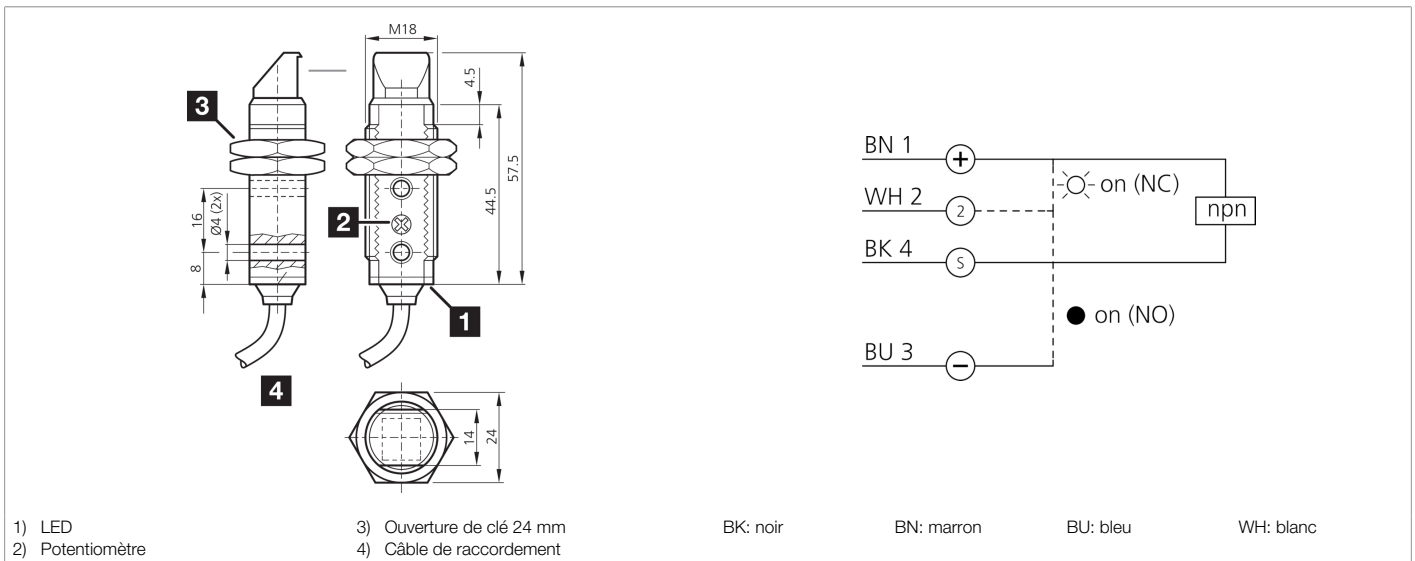 M18
4.5
3
57.5
44.5
16
Ø4 (2x)
2
8
1
4
14
24
BN 1
+
on (NC)
WH 2
2
npn
BK 4
S
on (NO)
BU 3
–
1) LED
2) Potentiomètre
3) Ouverture de clé 24 mm
4) Câble de raccordement
BK: noir
BN: marron
BU: bleu
WH: blanc